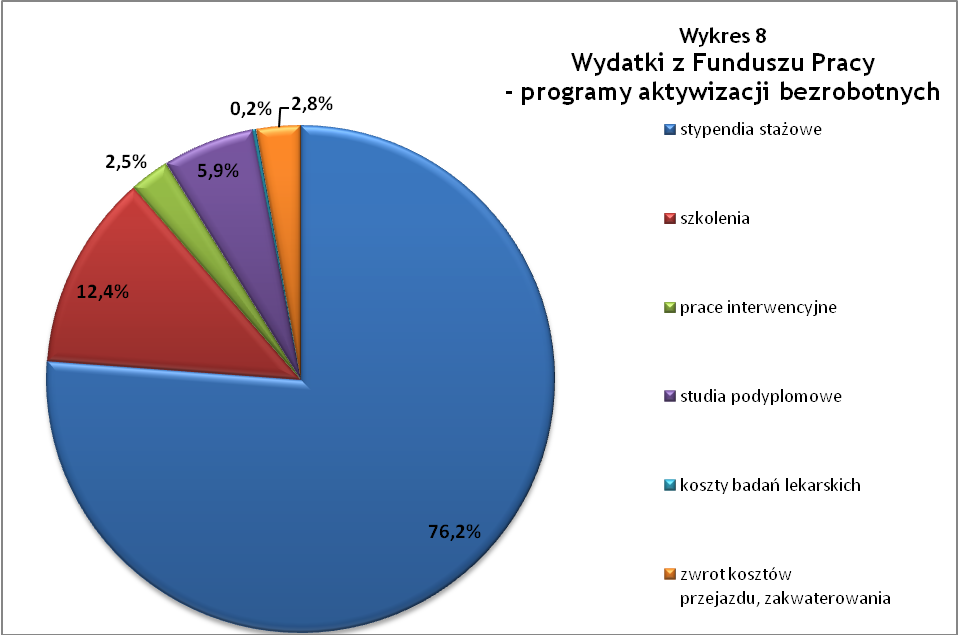 Wykres 8
Wydatki z Funduszu Pracy
- programy aktywizacji bezrobotnych
0,2%
2,8%
2,5%
5,9%
12,4%
76,2%
stypendia stażowe
szkolenia
prace interwencyjne
studia podyplomowe
koszty badań lekarskich
zwrot kosztów
przejazdu, zakwaterowania